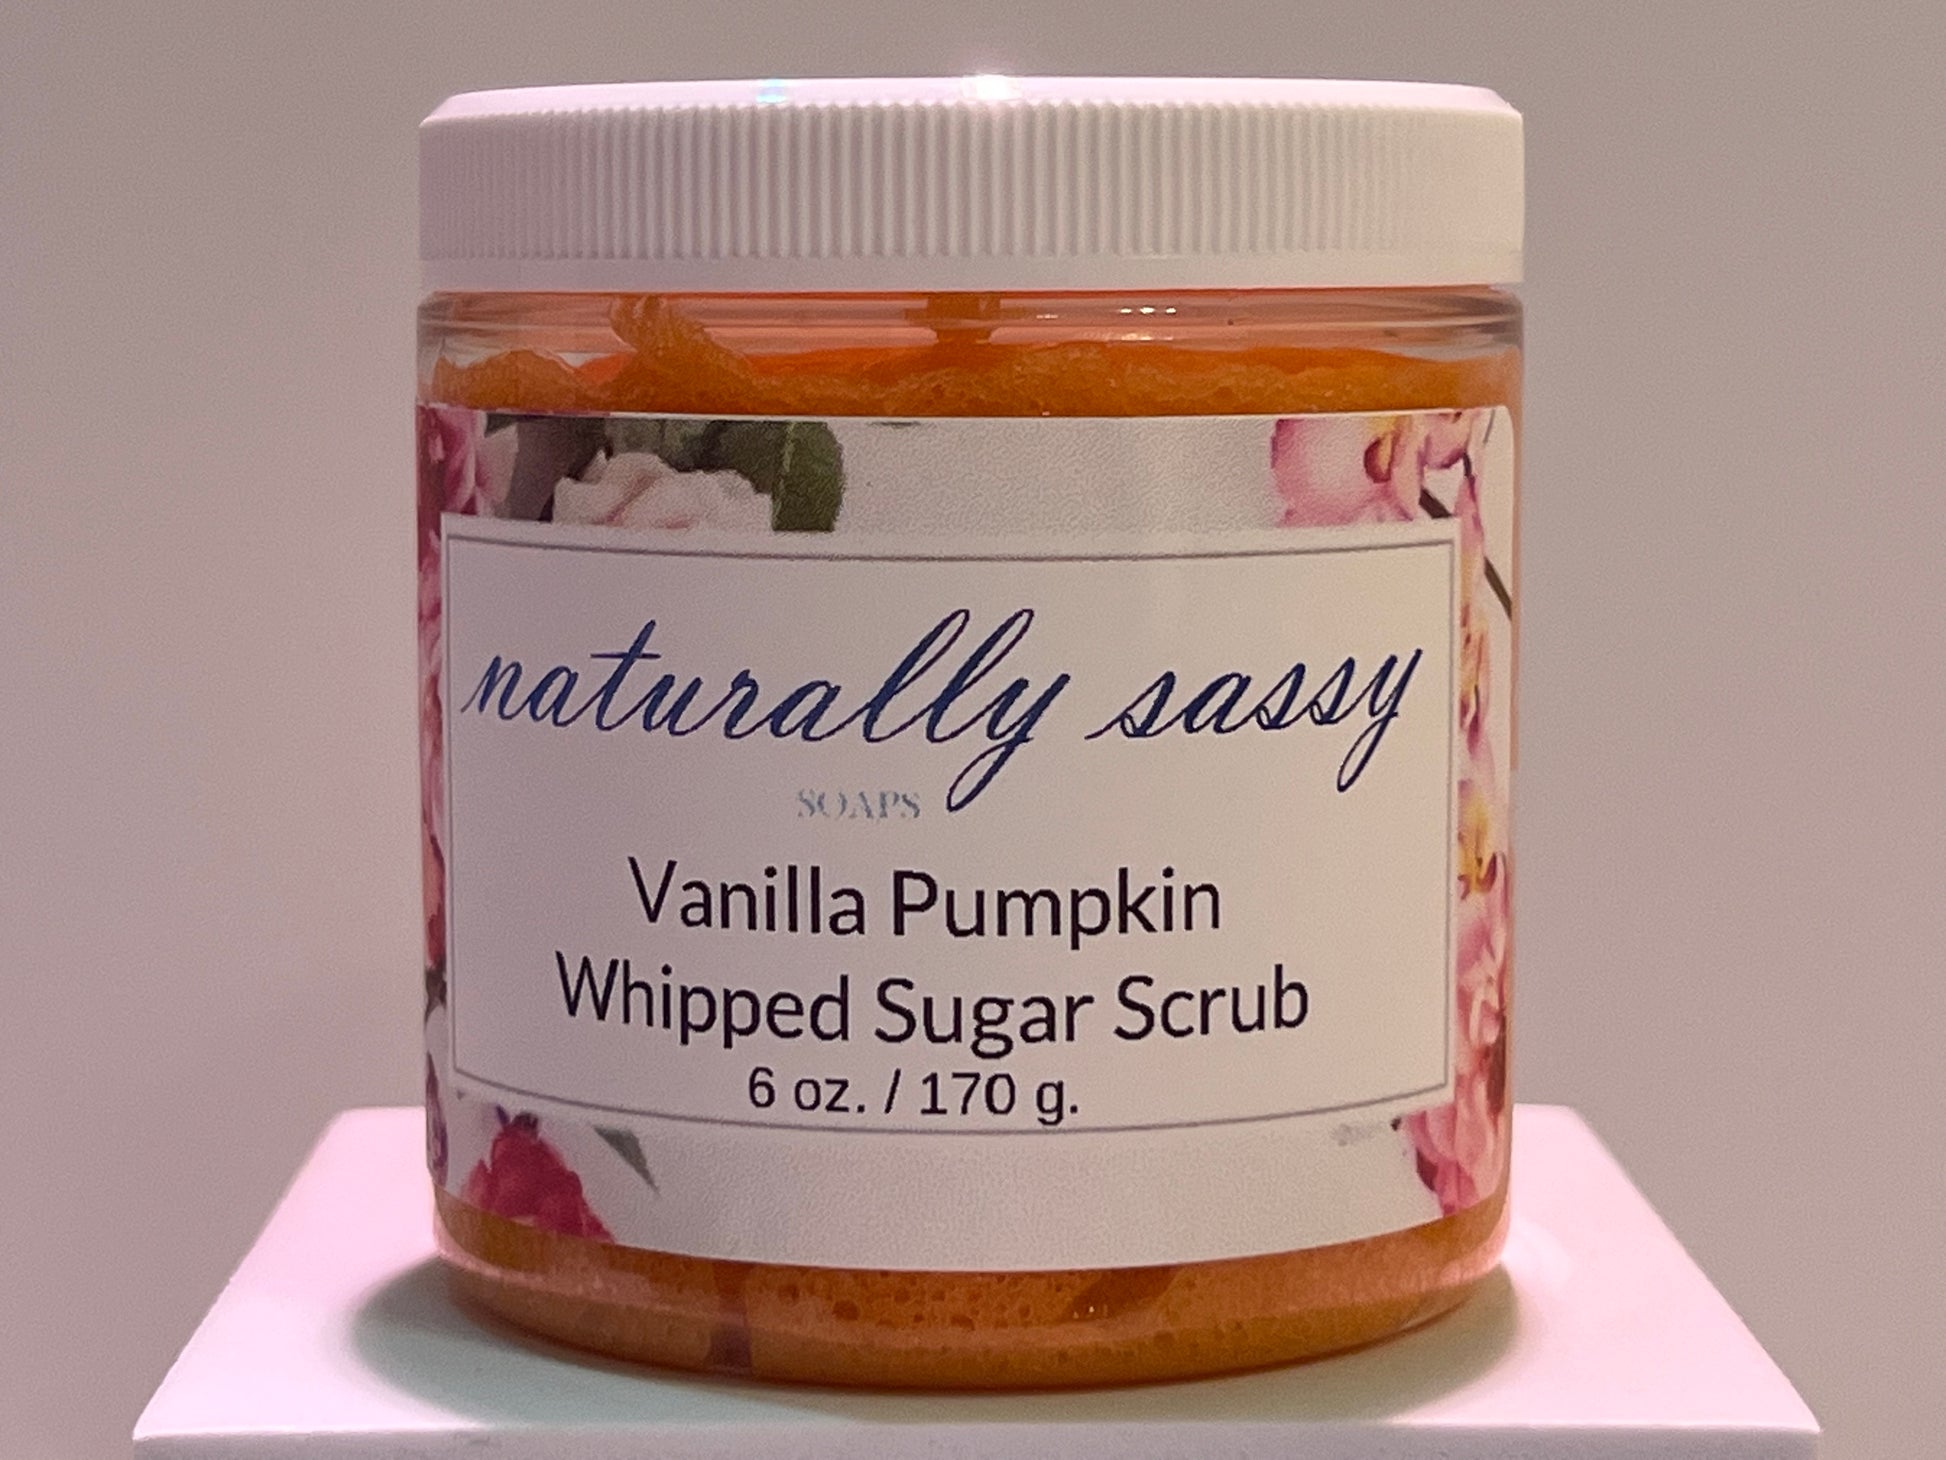 naturally sassy
SOAPS
Vanilla Pumpkin
Whipped Sugar Scrub
6 oz. / 170 g.